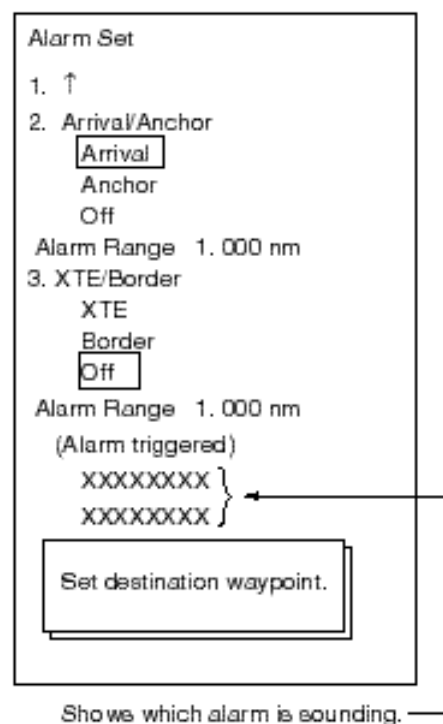 Alarm Set
1. ↑
2. Arrival/Anchor
Arrival
Anchor
Off
Alarm Range 1. 000 nm
3. XTE/Border
XTE
Border
Off
Alarm Range 1. 000 nm
(Alarm triggered)
XXXXXXXX
XXXXXXXX
Set destination waypoint.
Shows which alarm is sounding.